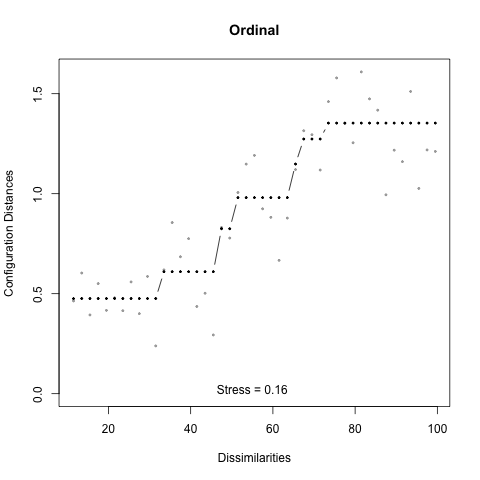 Ordinal
Configuration Distances
1.5
1.0
0.5
0.0
Stress = 0.16
20 40 60 80 100
Dissimilarities